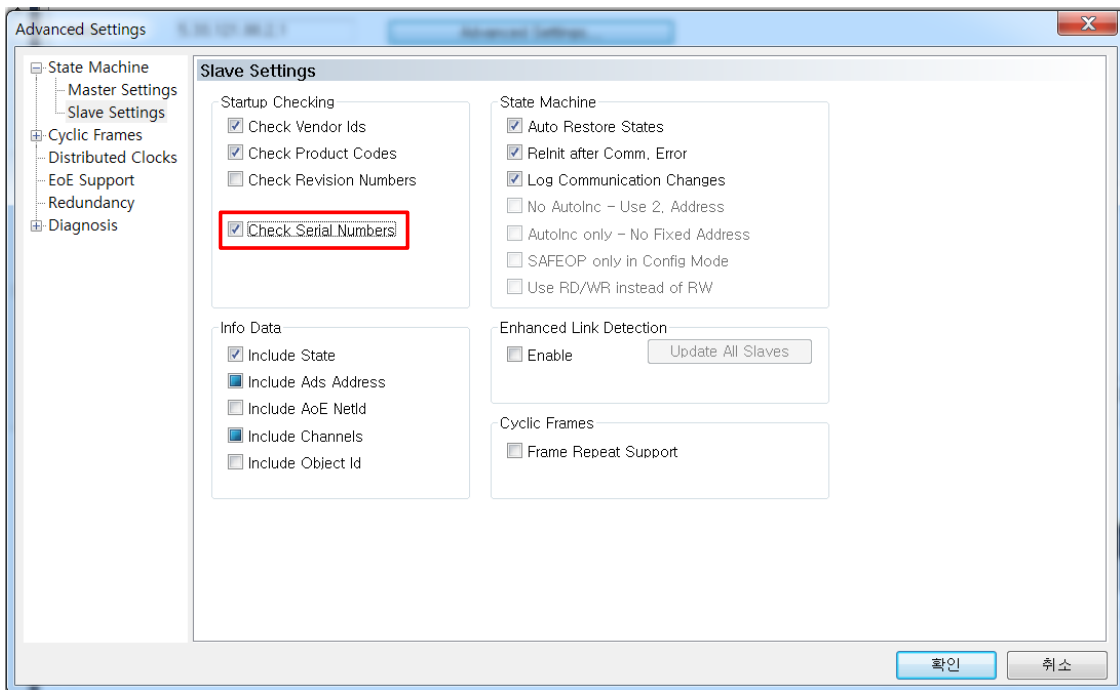 Advanced Settings
State Machine
Master Settings
Slave Settings
Cyclic Frames
Distributed Clocks
EoE Support
Redundancy
Diagnosis
Slave Settings
Startup Checking
Check Vendor Ids
Check Product Codes
Check Revision Numbers
Check Serial Numbers
State Machine
Auto Restore States
ReInit after Comm. Error
Log Communication Changes
No AutoInc - Use 2. Address
AutoInc only - No Fixed Address
SAFEOP only in Config Mode
Use RD/WR instead of RW
Info Data
Include State
Include Ads Address
Include AoE NetId
Include Channels
Include Object Id
Enhanced Link Detection
Enable
Update All Slaves
Cyclic Frames
Frame Repeat Support
확인
취소